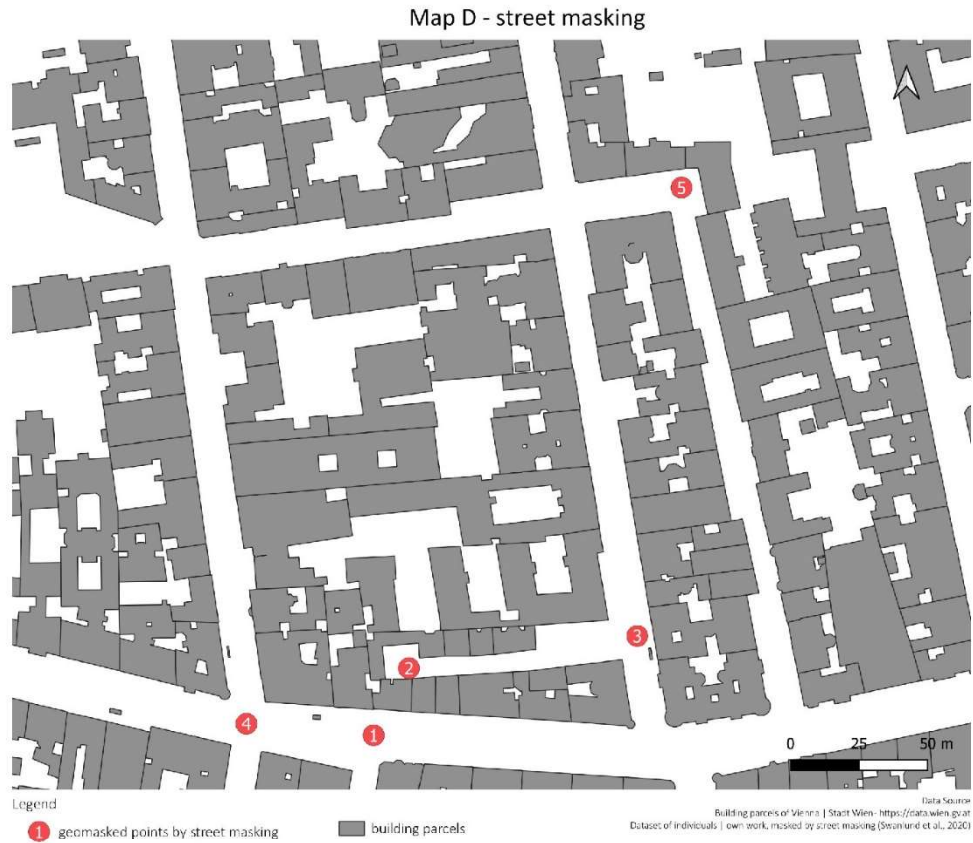 Map D - street masking
5
3
2
4
1
0 25 50 m
Legend
1 geomasked points by street masking
building parcels
Data Source
Building parcels of Vienna | Stadt Wien- https://data.wien.gv.at
Dataset of individuals | own work, masked by street masking (Swanlund et al., 2020)